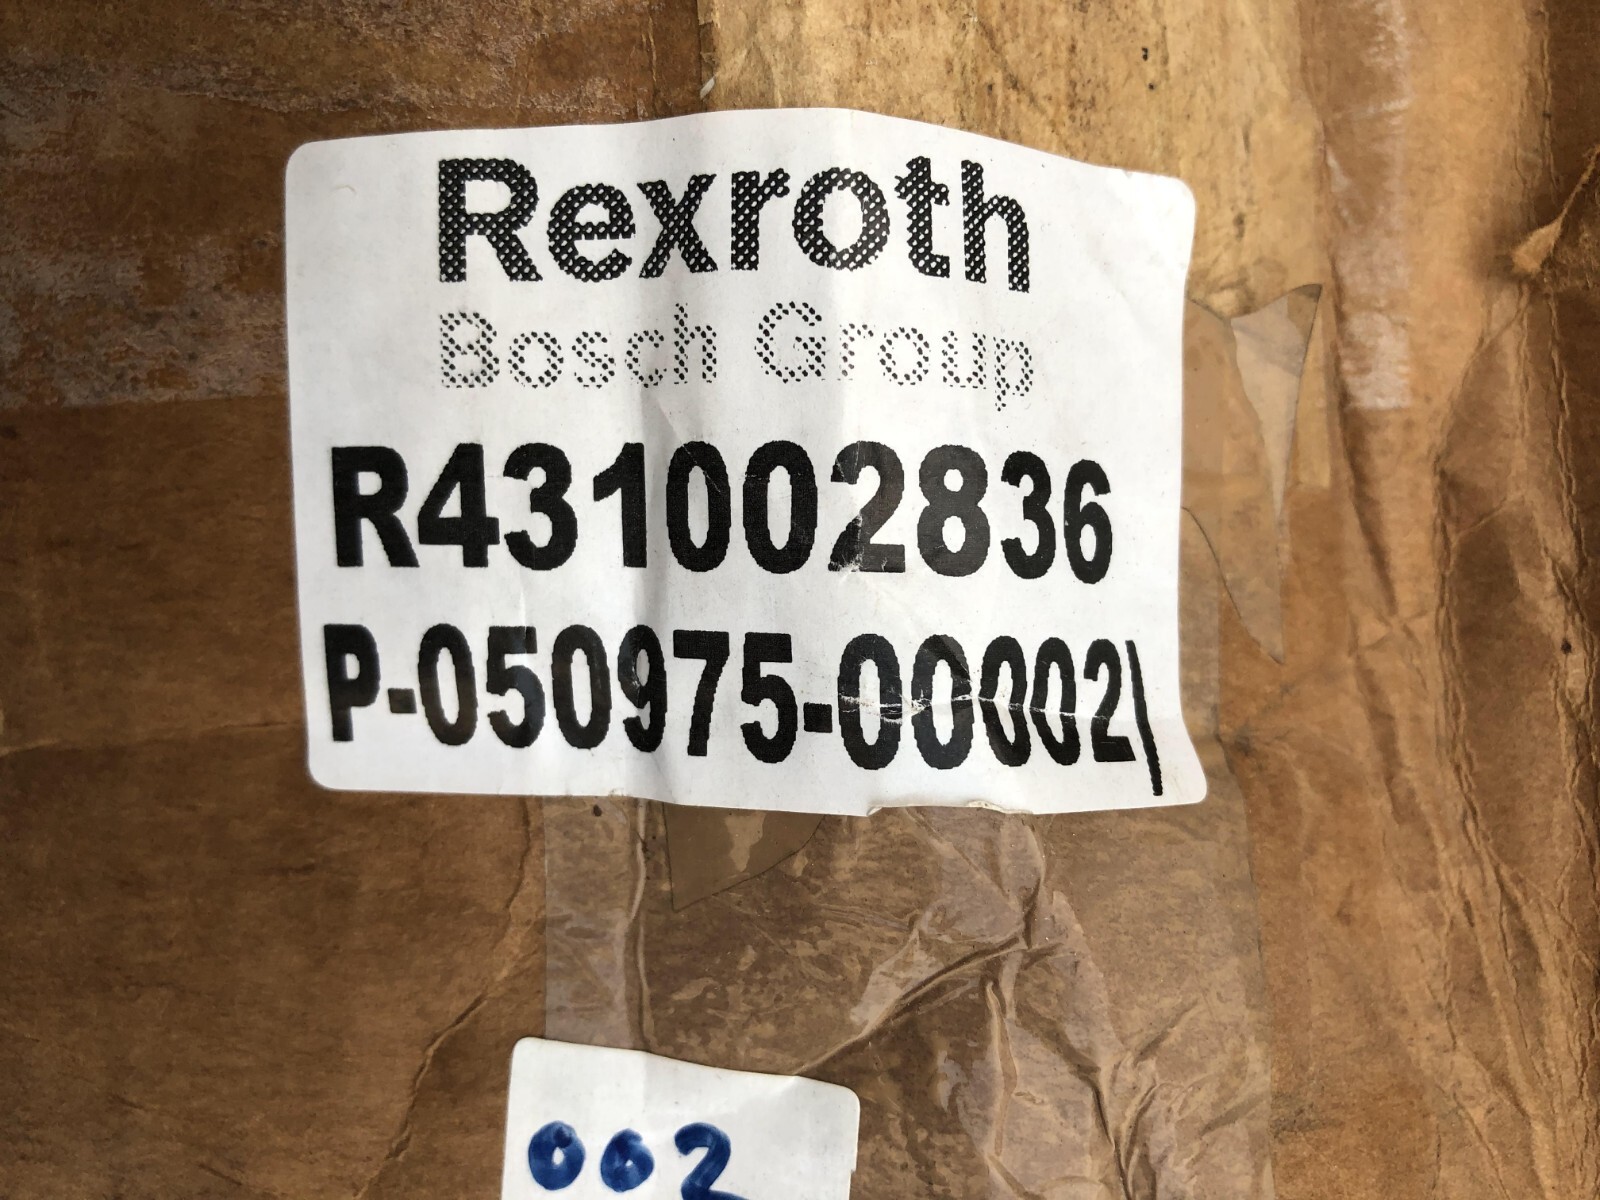 Rexroth
Bosch Group
R431002836
P-050975-00002
002